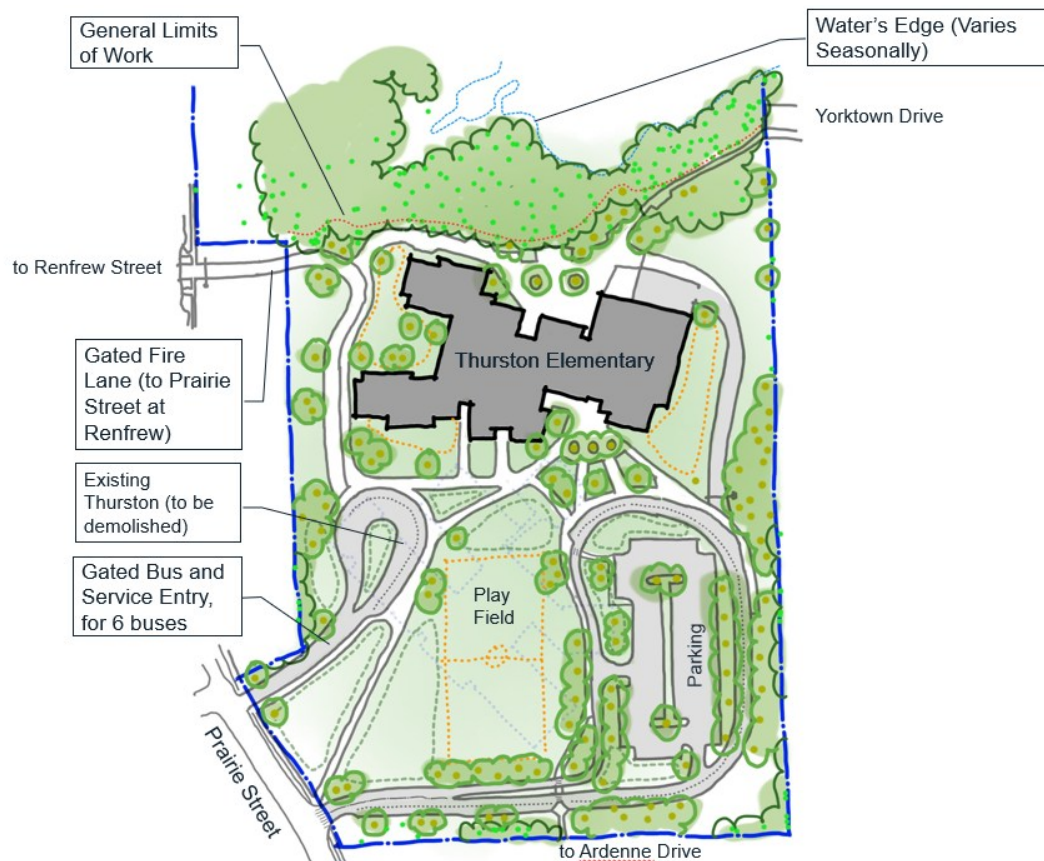 General Limits
of Work
Water’s Edge (Varies
Seasonally)
Yorktown Drive
to Renfrew Street
Thurston Elementary
Gated Fire
Lane (to Prairie
Street at
Renfrew)
Existing
Thurston (to be
demolished)
Gated Bus and
Service Entry,
for 6 buses
Play
Field
Parking
Prairie Street
to Ardenne Drive